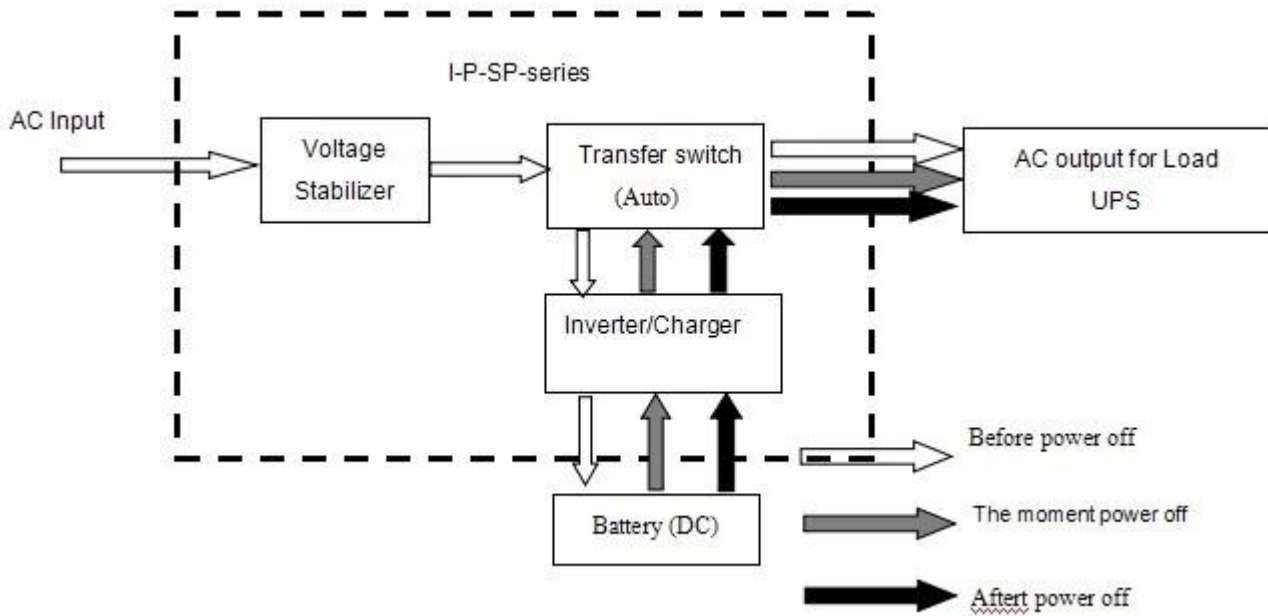 I-P-SP-series
AC Input
Voltage
Stabilizer
Transfer switch
(Auto)
AC output for Load
UPS
Inverter/Charger
Battery (DC)
Before power off
The moment power off
Aftert power off